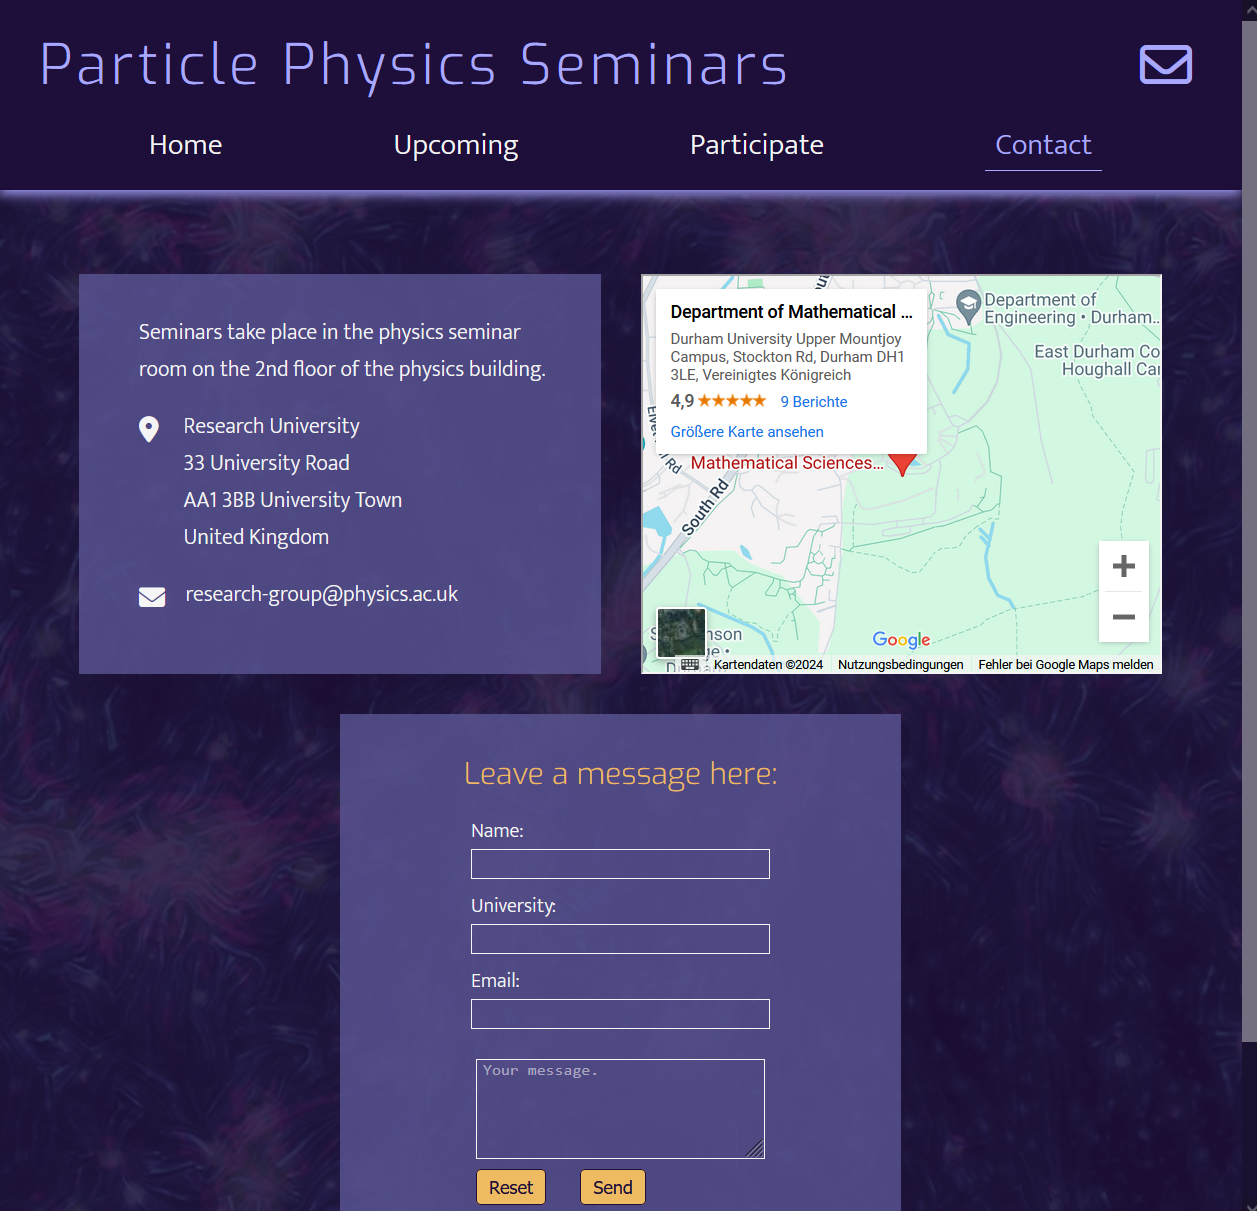 Particle Physics Seminars
Home
Upcoming
Participate
Contact
Seminars take place in the physics seminar
room on the 2nd floor of the physics building.
Research University
33 University Road
AA1 3BB University Town
United Kingdom
research-group@physics.ac.uk
Department of Mathematical ...
Durham University Upper Mountjoy
Campus, Stockton Rd, Durham DH1
3LE, Vereinigtes Königreich
4,9 ★★★★★ 9 Berichte
Größere Karte ansehen
Department of
Engineering • Durham...
East Durham Co
Houghall Car
Mathematical Sciences...
South Rd
Google
Kartendaten ©2024
Nutzungsbedingungen
Fehler bei Google Maps melden
Leave a message here:
Name:
University:
Email:
Your message.
Reset
Send